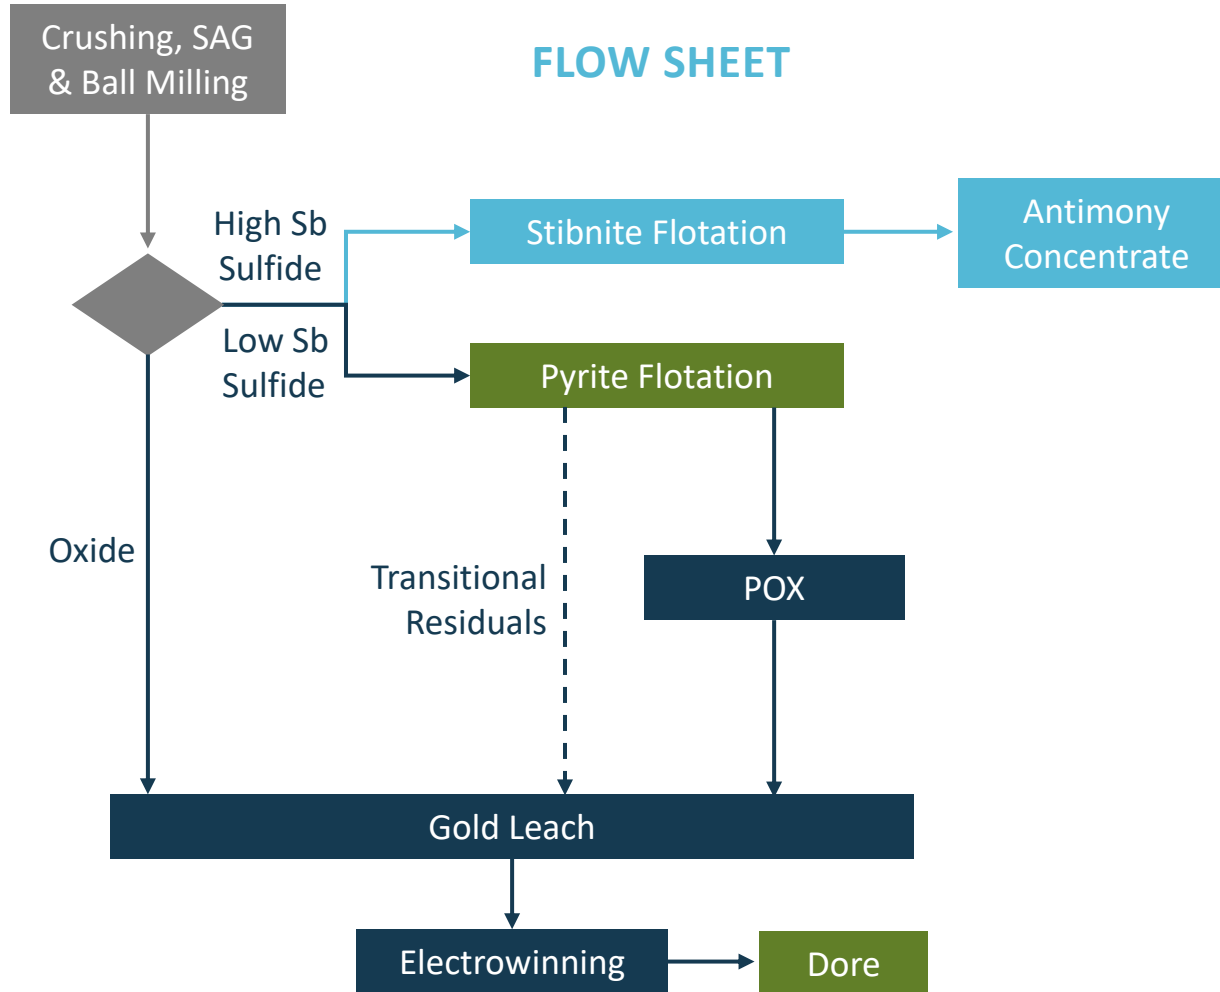 Crushing, SAG
& Ball Milling
FLOW SHEET
High Sb
Sulfide
Stibnite Flotation
Antimony
Concentrate
Low Sb
Sulfide
Pyrite Flotation
Oxide
Transitional
Residuals
POX
Gold Leach
Electrowinning
Dore